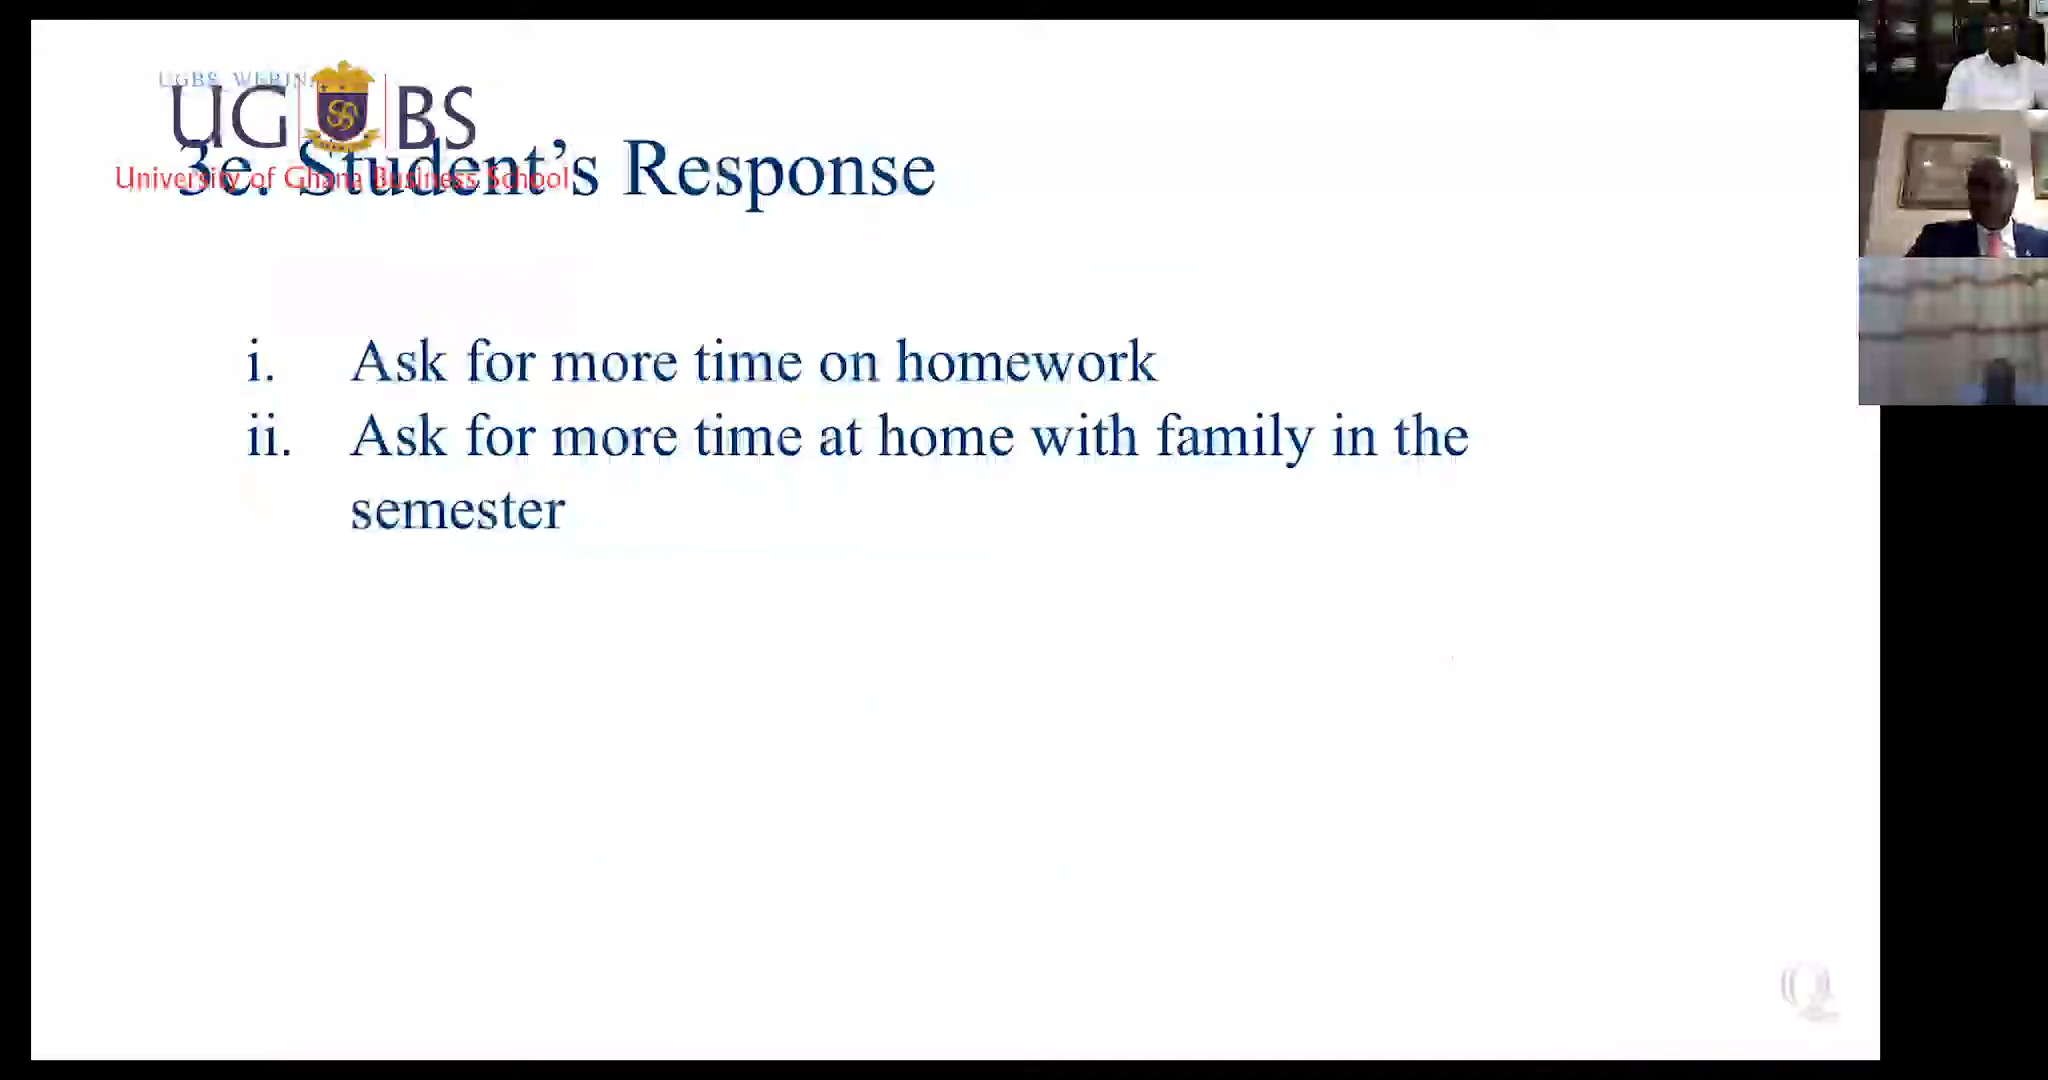 UGBS WEBINA
UG BS
University of Ghana Business School
3e. Student’s Response
i. Ask for more time on homework
ii. Ask for more time at home with family in the
semester
Q